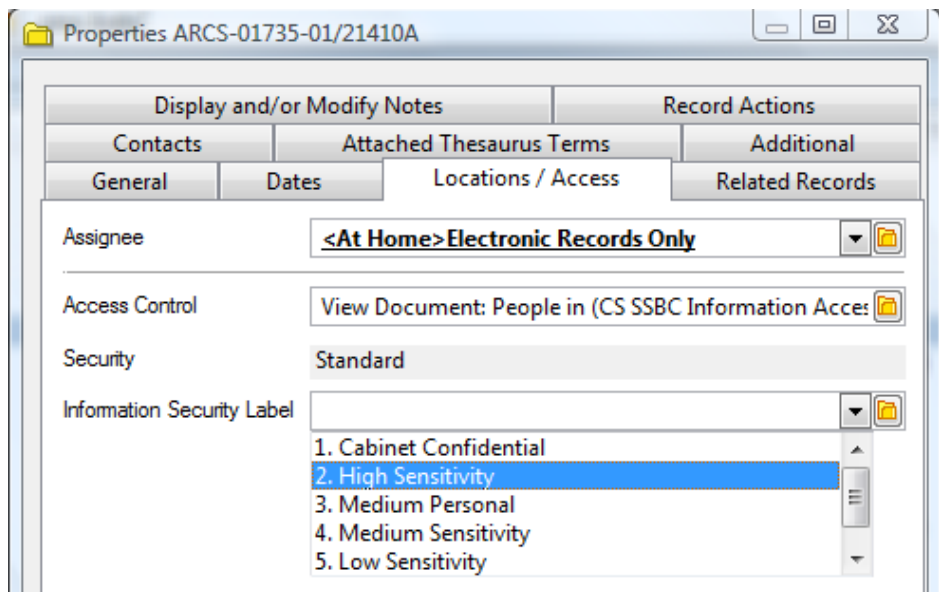 Properties ARCS-01735-01/21410A
Display and/or Modify Notes Record Actions
Contacts Attached Thesaurus Terms Additional
General Dates Locations / Access Related Records
Assignee <At Home>Electronic Records Only
Access Control View Document: People in (CS SSBC Information Acces
Security Standard
Information Security Label
1. Cabinet Confidential
2. High Sensitivity
3. Medium Personal
4. Medium Sensitivity
5. Low Sensitivity